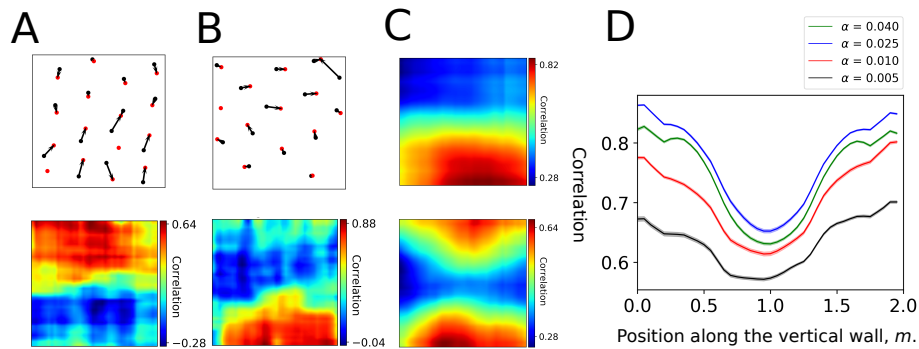 A
B
C
D
0.82
Correlation
0.28
0.64
Correlation
−0.28
0.88
Correlation
−0.04
0.64
Correlation
0.28
α = 0.040
α = 0.025
α = 0.010
α = 0.005
Correlation
0.8
0.7
0.6
0.0
0.5
1.0
1.5
2.0
Position along the vertical wall, m.